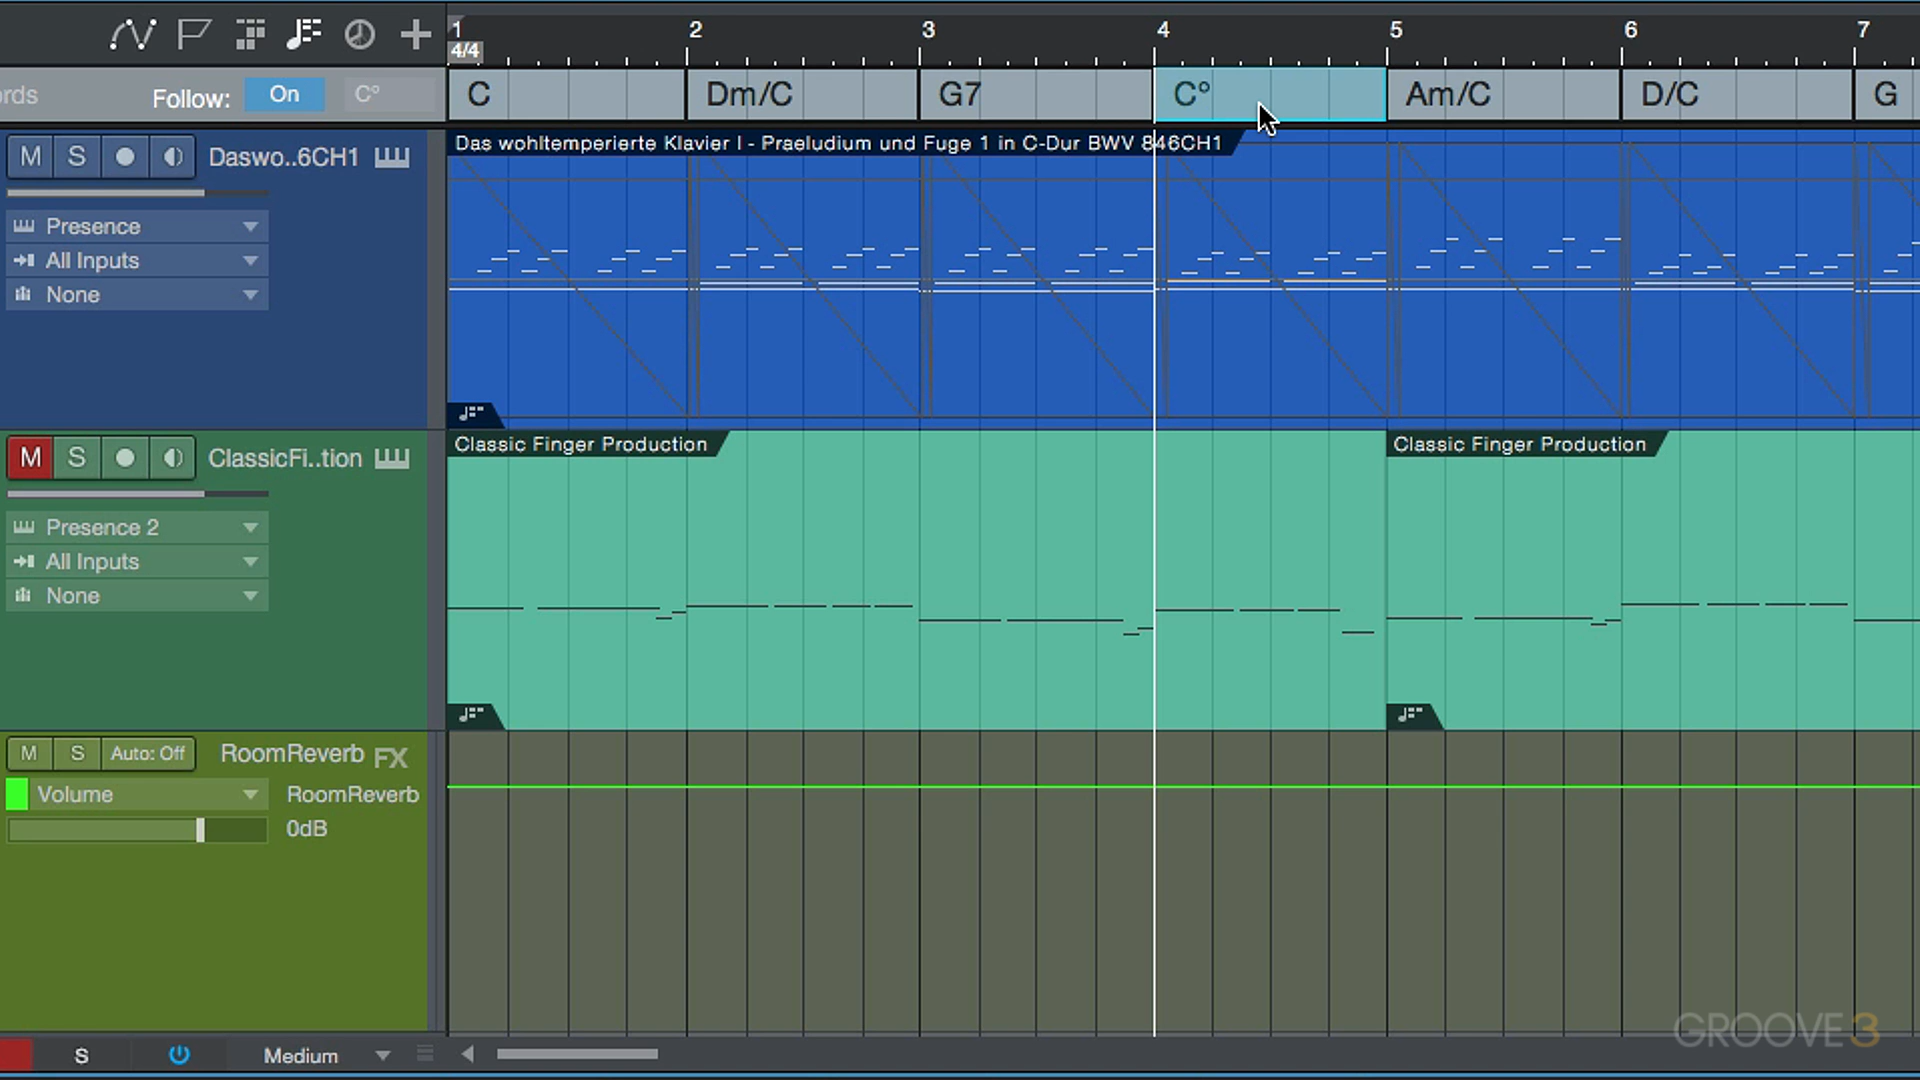 1 2 3 4 5 6 7
4/4
rds Follow: On C° C Dm/C G7 C° Am/C D/C G
M S Daswo..6CH1
Das wohltemperierte Klavier I - Praeludium und Fuge 1 in C-Dur BWV 846CH1
Presence
All Inputs
None
M S ClassicFi..tion
Classic Finger Production Classic Finger Production
Presence 2
All Inputs
None
M S Auto: Off RoomReverb FX
Volume RoomReverb
0dB
GROOVE3
S Medium